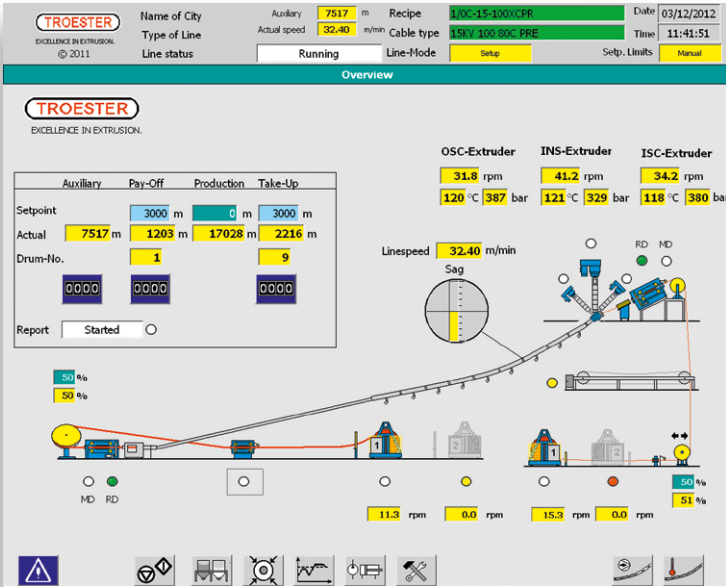 TROESTER
EXCELLENCE IN EXTRUSION.
© 2011
Name of City
Type of Line
Line status
Auxiliary 7517 m
Actual speed 32.40 m/min
Running
Recipe 1/0C-15-100XCPR
Cable type 15KV 100 80C PRE
Line-Mode Setup
Date 03/12/2012
Time 11:41:51
Setp. Limits Manual
Overview
TROESTER
EXCELLENCE IN EXTRUSION.
OSC-Extruder INS-Extruder ISC-Extruder
31.8 rpm 41.2 rpm 34.2 rpm
120 °C 387 bar 121 °C 329 bar 118 °C 380 bar
Auxiliary Pay-Off Production Take-Up
Setpoint 3000 m 0 m 3000 m
Actual 7517 m 1203 m 17028 m 2216 m
Drum-No. 1 9
0000 0000 0000
Report Started
Linespeed 32.40 m/min
Sag
RD MD
50 %
50 %
1 2 1 2
MD RD
50 %
51 %
11.3 rpm 0.0 rpm 15.3 rpm 0.0 rpm